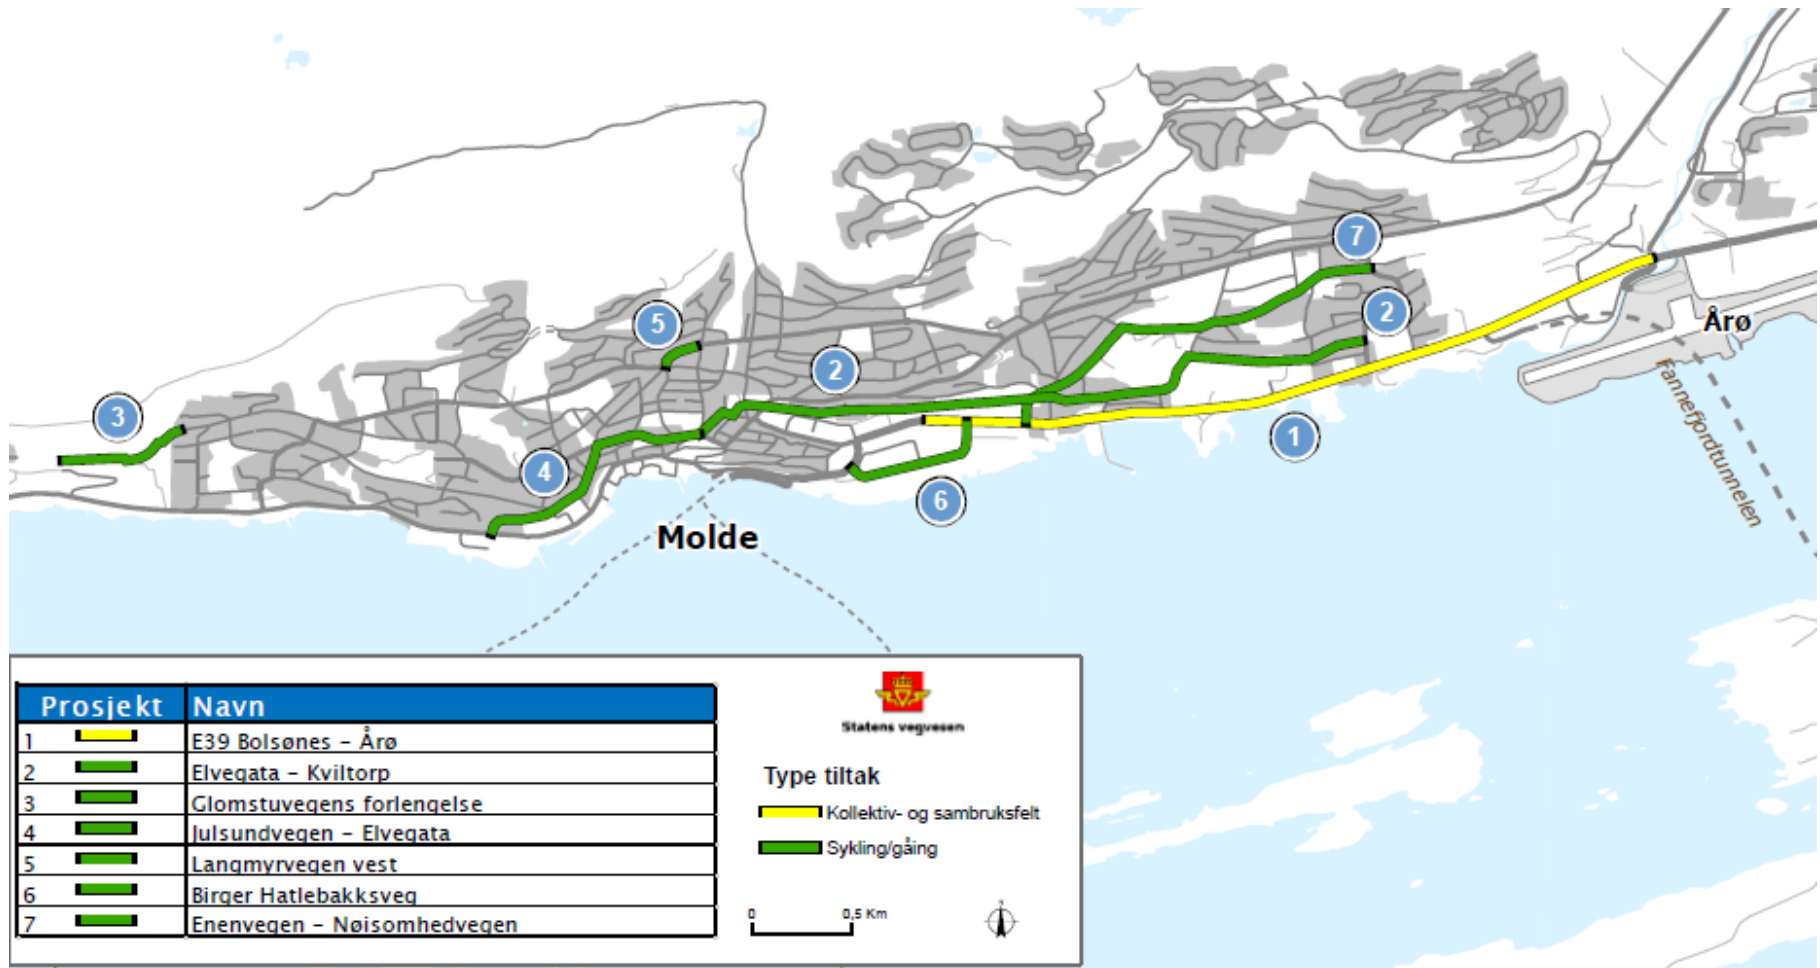 7
2
5
Årø
2
3
Fannefjordtunnelen
1
4
6
Molde
Prosjekt Navn
1 E39 Bolsønes – Årø
2 Elvegata – Kviltorp
3 Glomstuvegens forlengelse
4 Julsundvegen – Elvegata
5 Langmyrvegen vest
6 Birger Hatlebakksveg
7 Enenvegen – Nøisomhedvegen
Statens vegvesen
Type tiltak
Kollektiv- og sambruksfelt
Sykling/gåing
0 0,5 Km
N